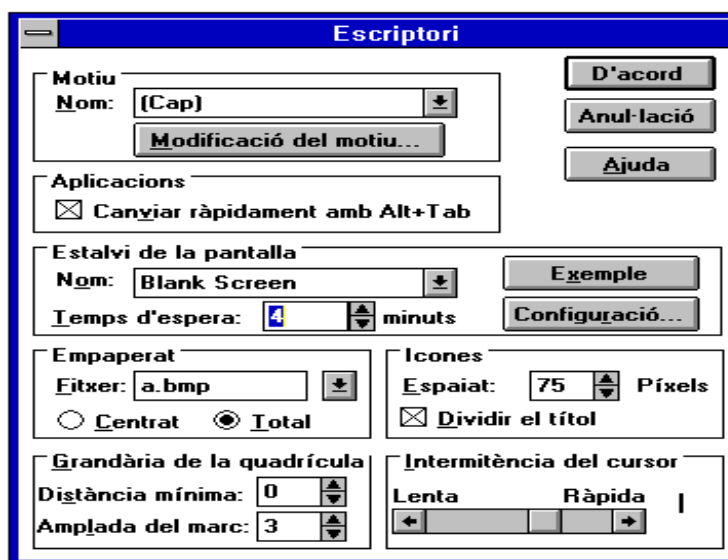 Escriptori
Motiu
Nom: (Cap)
Modificació del motiu...
D'acord
Anul·lació
Ajuda
Aplicacions
Canviar ràpidament amb Alt+Tab
Estalvi de la pantalla
Nom: Blank Screen
Exemple
Temps d'espera: 4 minuts
Configuració...
Empaperat
Fitxer: a.bmp
Centrat Total
Icones
Espaiat: 75 Píxels
Dividir el títol
Grandària de la quadrícula
Distància mínima: 0
Amplada del marc: 3
Intermitència del cursor
Lenta Ràpida